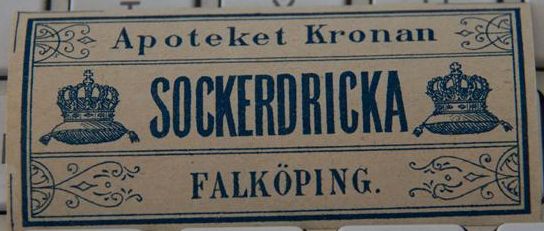 Apoteket Kronan
SOCKERDRICKA
FALKÖPING.